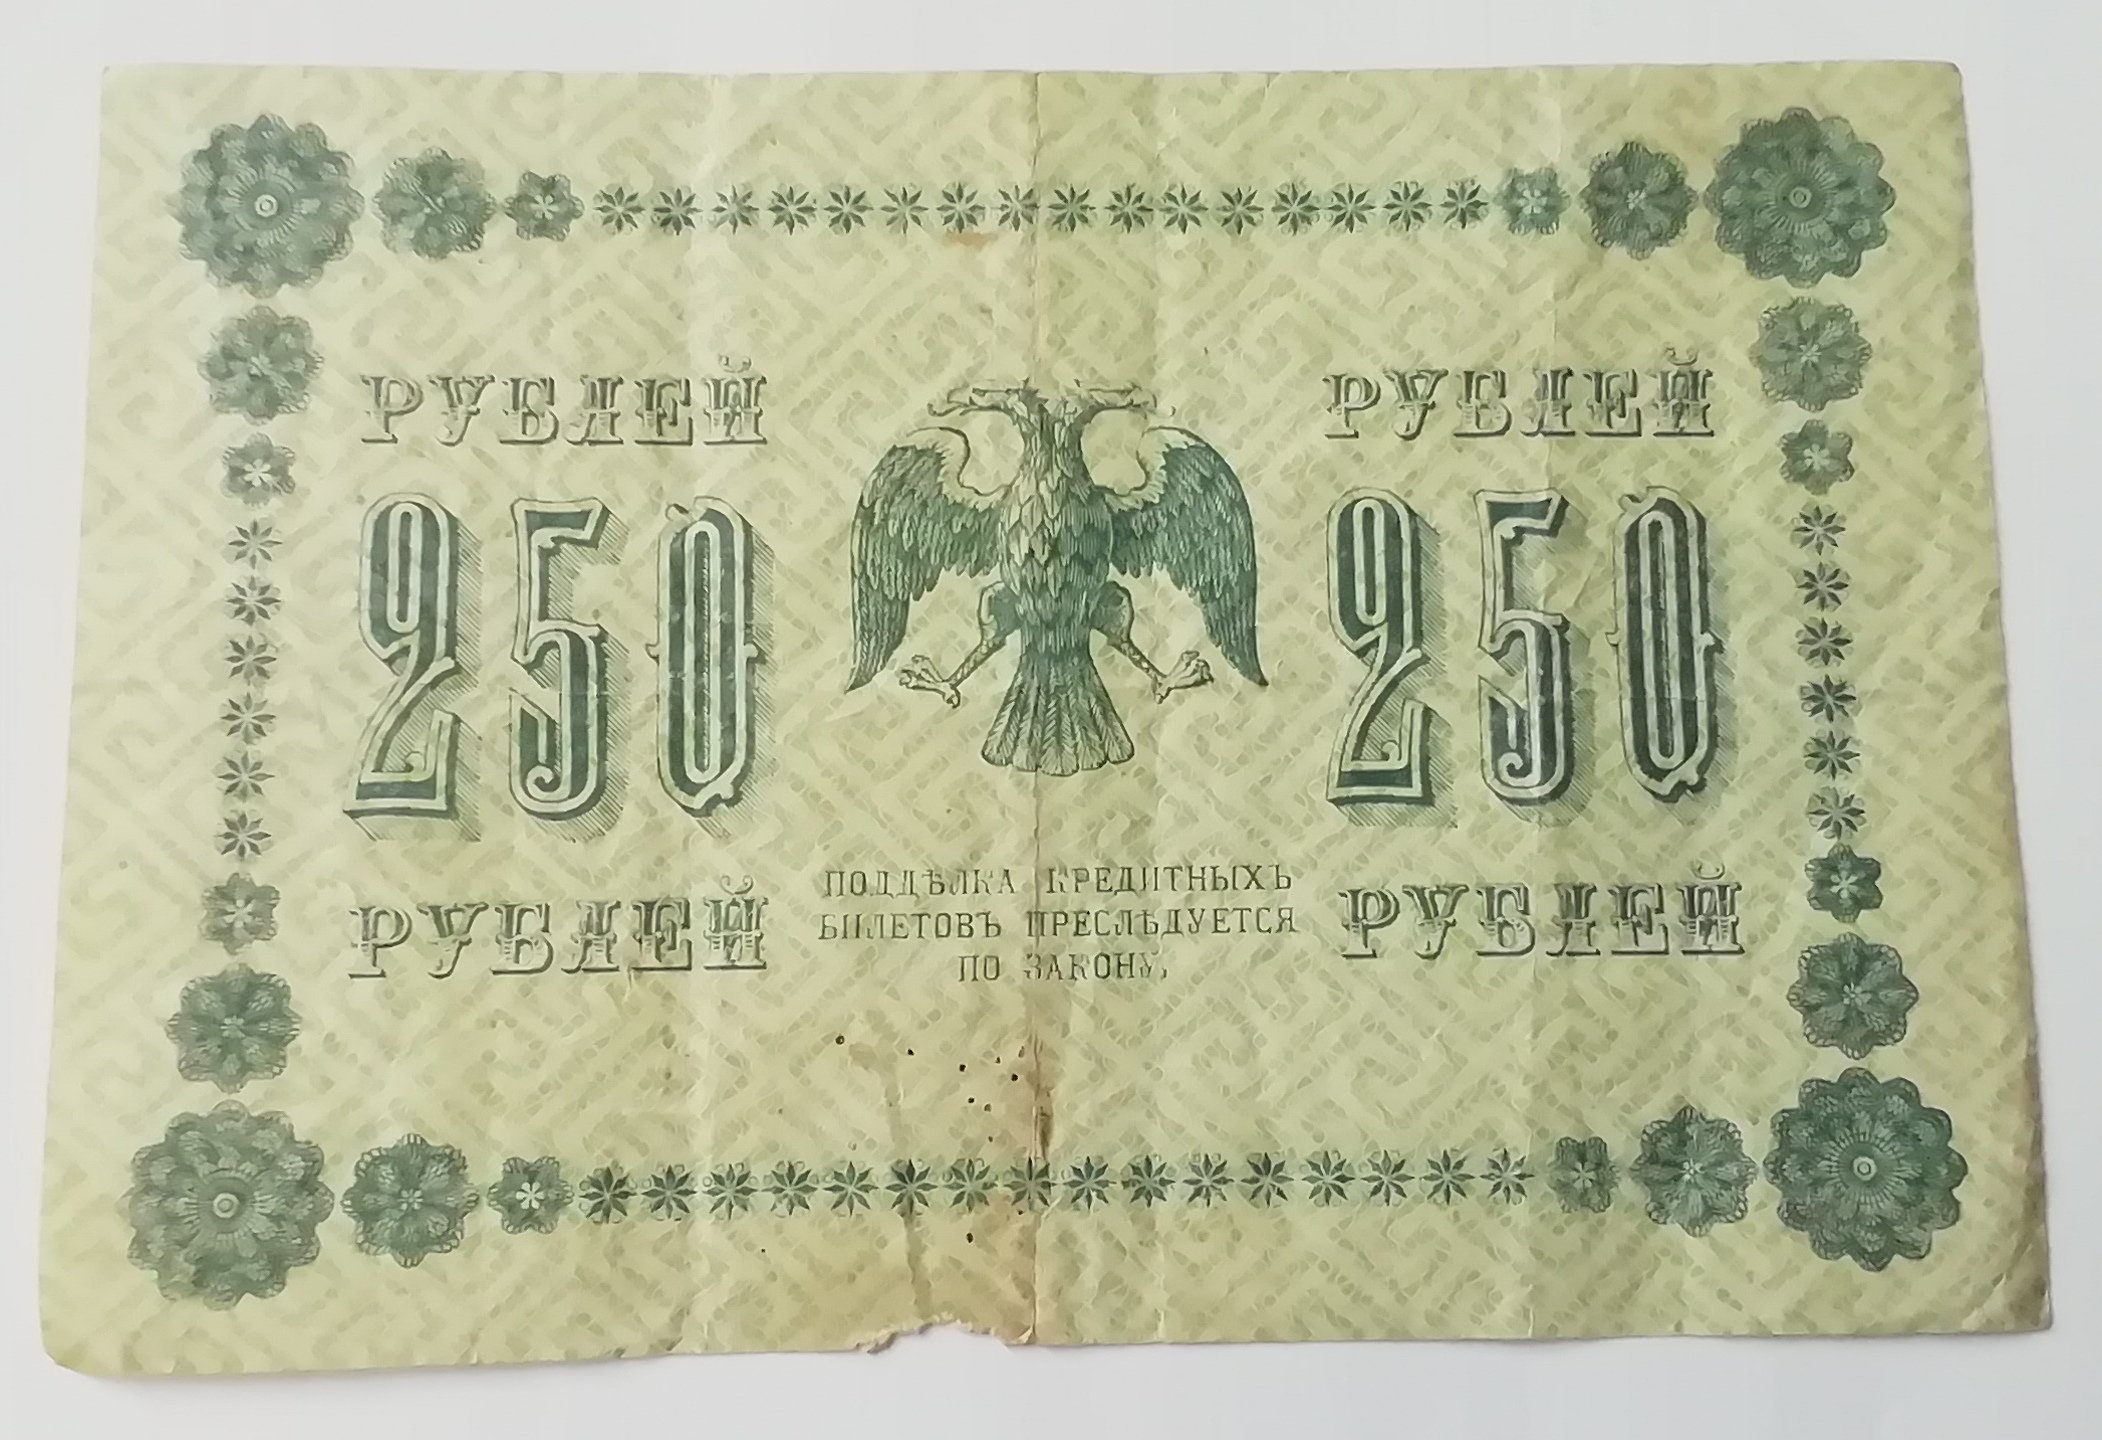 РУБЛЕЙ
250
РУБЛЕЙ
РУБЛЕЙ
250
РУБЛЕЙ
ПОДДѢЛКА КРЕДИТНЫХЪ
БИЛЕТОВЪ ПРЕСЛѢДУЕТСЯ
ПО ЗАКОНУ.